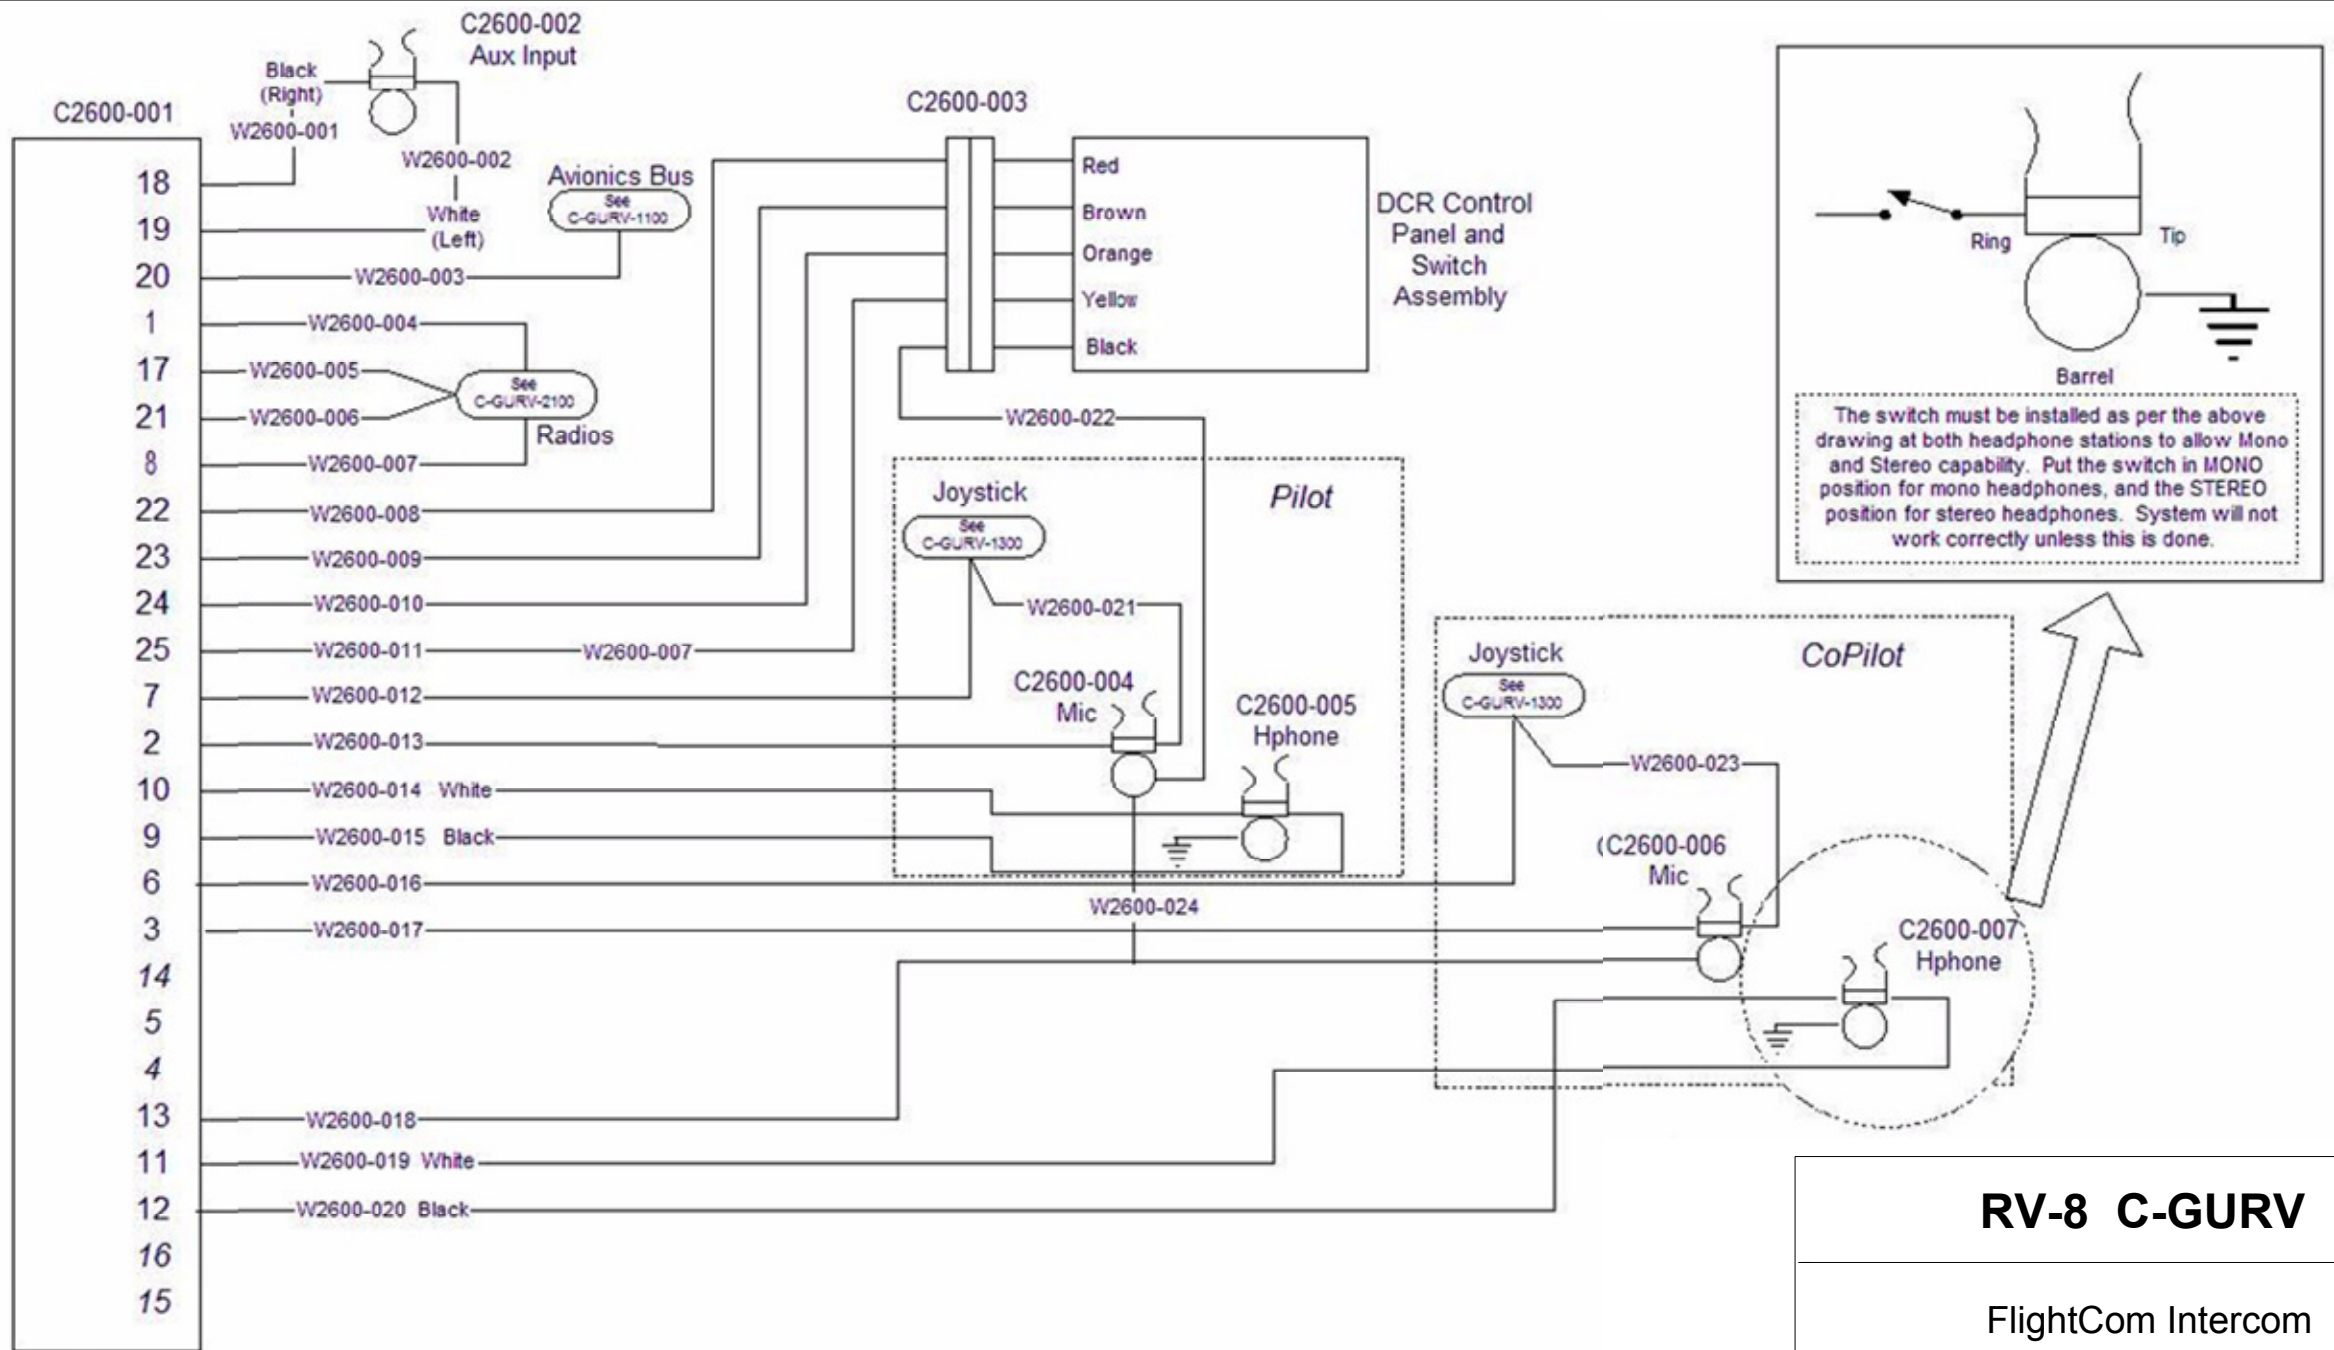 C2600-002
Aux Input
Black
(Right)
W2600-001
W2600-002
White
(Left)
C2600-001
18
19
20
1
17
21
8
22
23
24
25
7
2
10
9
6
3
14
5
4
13
11
12
16
15
Avionics Bus
See
C-GURV-1100
W2600-003
W2600-004
W2600-005
W2600-006
See
C-GURV-2100
Radios
W2600-007
W2600-008
W2600-009
W2600-010
W2600-011
W2600-007
W2600-012
W2600-013
W2600-014 White
W2600-015 Black
W2600-016
W2600-017
W2600-018
W2600-019 White
W2600-020 Black
C2600-003
Red
Brown
Orange
Yellow
Black
DCR Control
Panel and
Switch
Assembly
W2600-022
Pilot
Joystick
See
C-GURV-1300
W2600-021
C2600-004
Mic
C2600-005
Hphone
W2600-024
CoPilot
Joystick
See
C-GURV-1300
W2600-023
C2600-006
Mic
C2600-007
Hphone
Ring
Tip
Barrel
The switch must be installed as per the above
drawing at both headphone stations to allow Mono
and Stereo capability. Put the switch in MONO
position for mono headphones, and the STEREO
position for stereo headphones. System will not
work correctly unless this is done.
RV-8 C-GURV
FlightCom Intercom